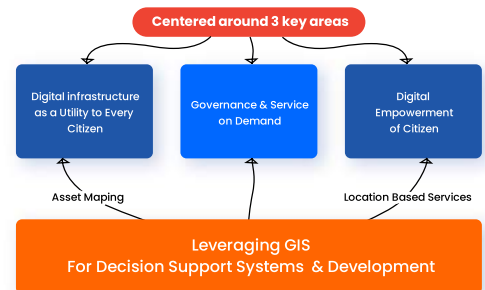 Centered around 3 key areas
Digital infrastructure
as a Utility to Every
Citizen
Governance & Service
on Demand
Digital
Empowerment
of Citizen
Asset Maping
Location Based Services
Leveraging GIS
For Decision Support Systems & Development